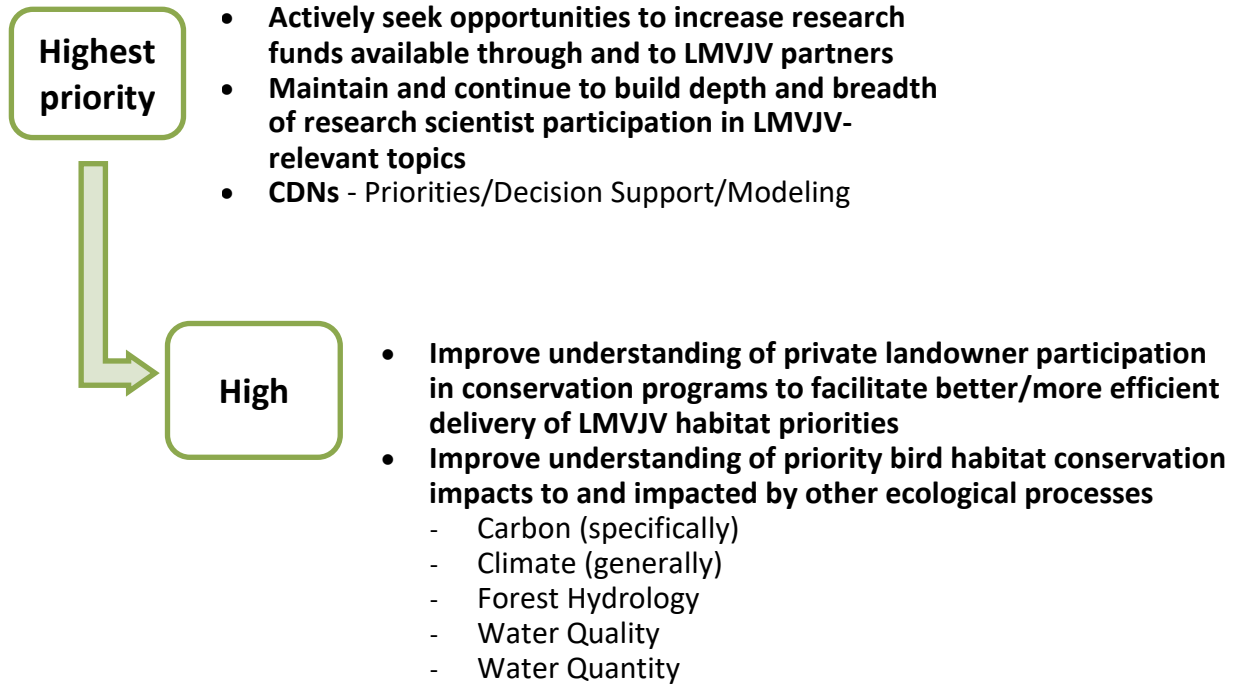 Highest
priority
• Actively seek opportunities to increase research
funds available through and to LMVJV partners
• Maintain and continue to build depth and breadth
of research scientist participation in LMVJV-
relevant topics
• CDNs - Priorities/Decision Support/Modeling
High
• Improve understanding of private landowner participation
in conservation programs to facilitate better/more efficient
delivery of LMVJV habitat priorities
• Improve understanding of priority bird habitat conservation
impacts to and impacted by other ecological processes
- Carbon (specifically)
- Climate (generally)
- Forest Hydrology
- Water Quality
- Water Quantity